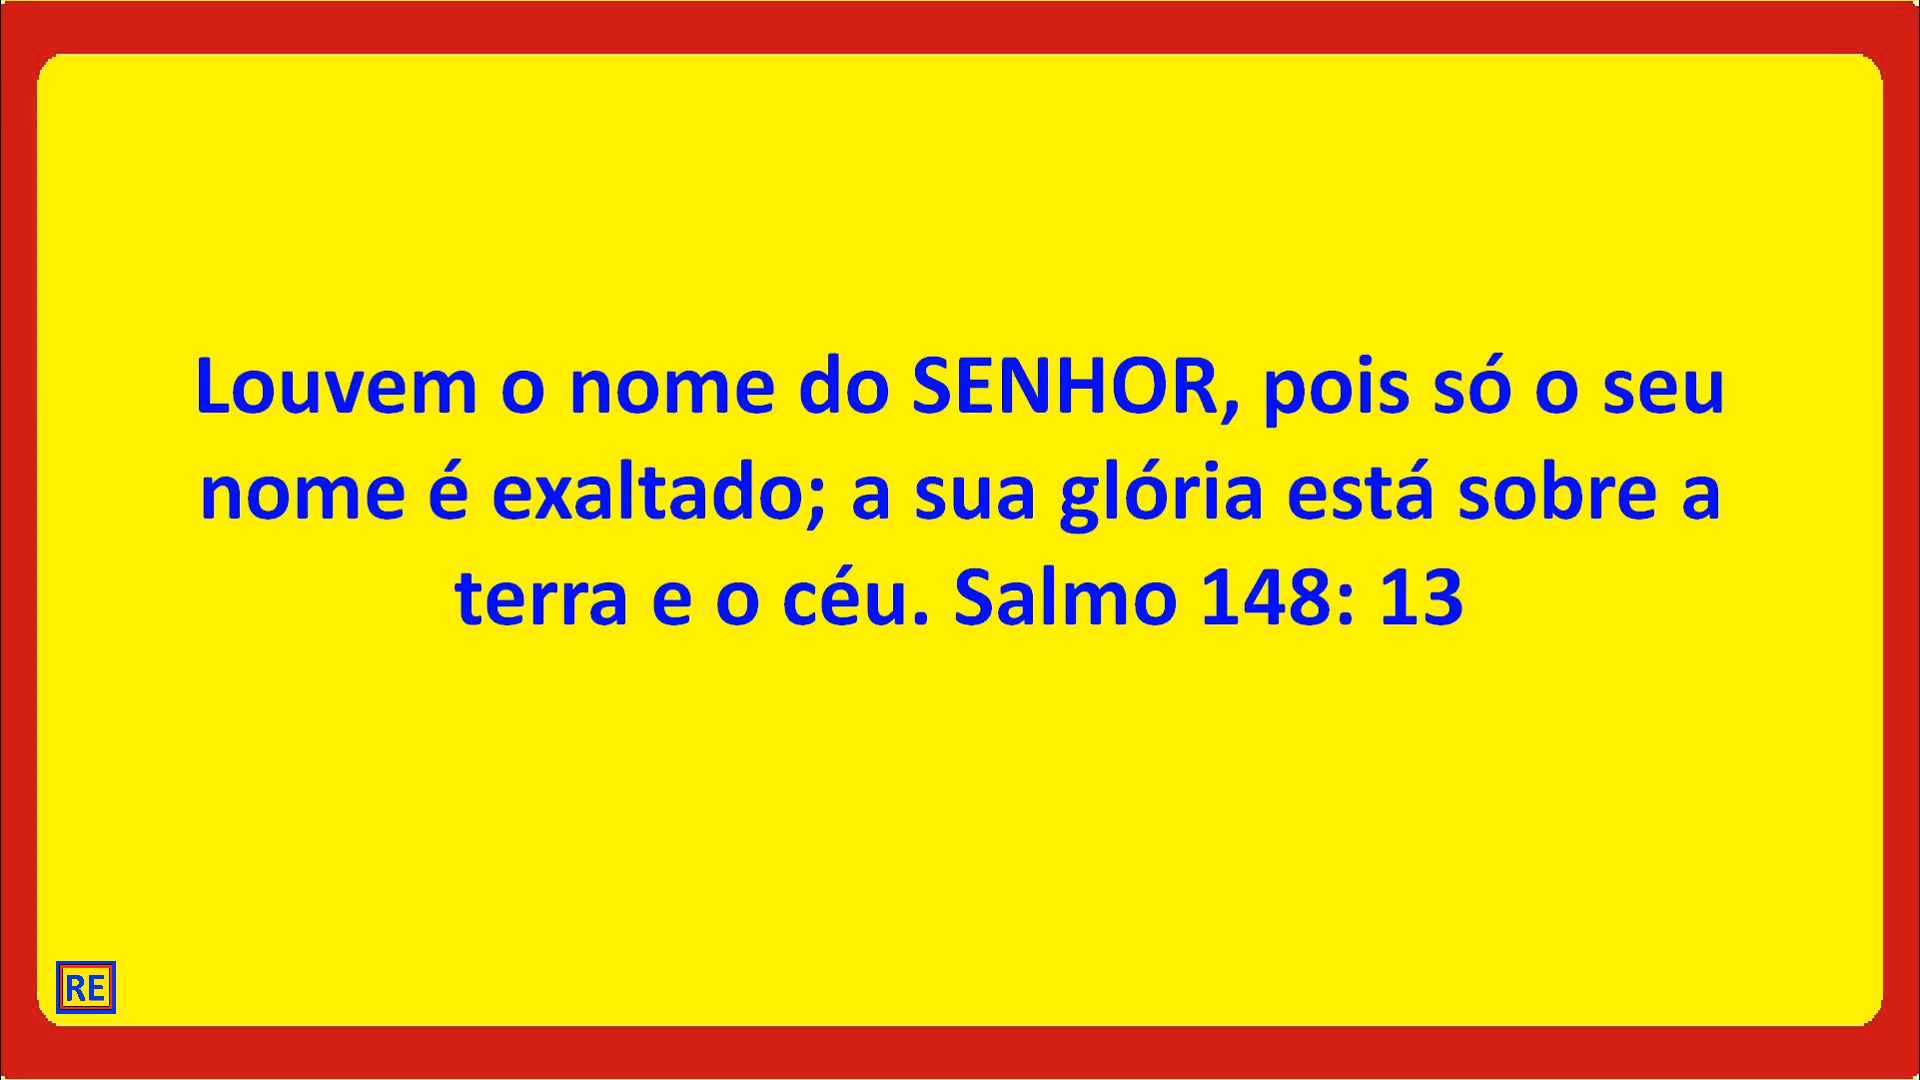 Louvem o nome do SENHOR, pois só o seu
nome é exaltado; a sua glória está sobre a
terra e o céu. Salmo 148: 13
RE